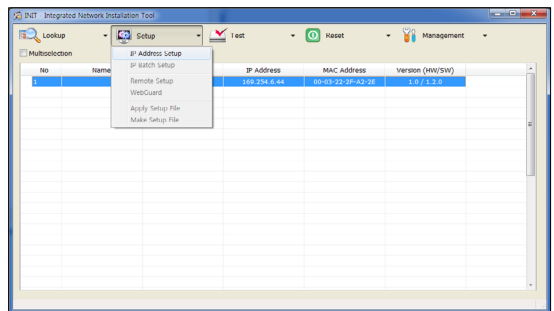 INIT Integrated Network Installation Tool
Lookup Setup Test Reset Management
Multiselection
IP Address Setup
IP Batch Setup
Remote Setup
WebGuard
Apply Setup File
Make Setup File
No Name IP Address MAC Address Version (HW/SW)
1 169.254.6.44 00-03-22-2F-A2-2E 1.0 / 1.2.0